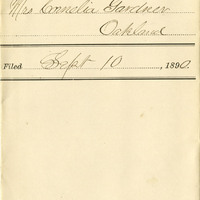 Mrs Cornelia Gardner
Oakland
Filed Sept 10, 1890.